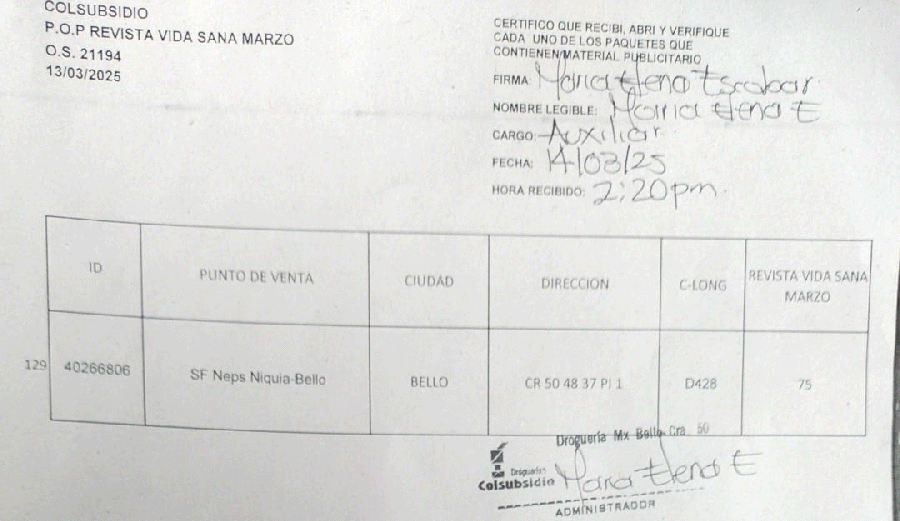 COLSUBSIDIO
P.O.P REVISTA VIDA SANA MARZO
O.S. 21194
13/03/2025
CERTIFICO QUE RECIBI, ABRI Y VERIFIQUE
CADA UNO DE LOS PAQUETES QUE
CONTIENEN MATERIAL PUBLICITARIO
FIRMA: Maria Elena Escobar
NOMBRE LEGIBLE: Maria Elena E
CARGO: Auxiliar
FECHA: 14/03/25
HORA RECIBIDO: 2:20pm.
ID PUNTO DE VENTA CIUDAD DIRECCION C-LONG REVISTA VIDA SANA MARZO
129 40266806 SF Neps Niquia-Bello BELLO CR 50 48 37 PI 1 D428 75
Droguería Mx Bello Cra 50
Droguerías
Colsubsidio Maria Elena E
ADMINISTRADOR